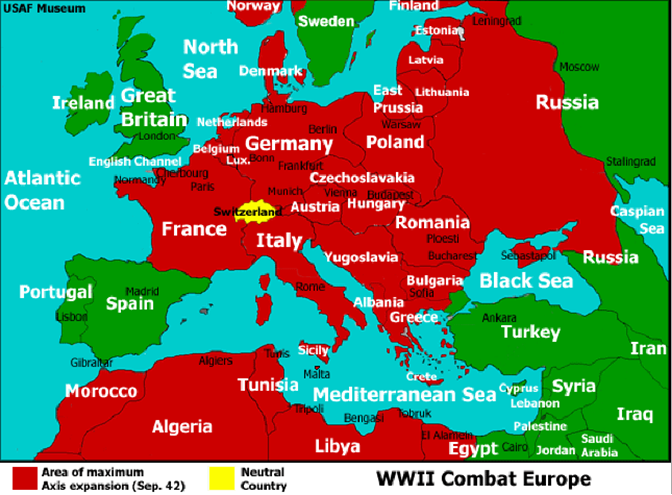 USAF Museum
Norway
Finland
Sweden
Leningrad
Estonia
North
Sea
Latvia
Moscow
Denmark
Lithuania
East
Prussia
Russia
Ireland
Great
Britain
London
Netherlands
Hamburg
Berlin
Warsaw
Poland
Germany
English Channel
Belgium
Lux.
Bonn
Frankfurt
Stalingrad
Atlantic
Ocean
Cherbourg
Normandy
Paris
Czechoslavakia
Munich
Vienna
Budapest
Switzerland
Austria
Hungary
Caspian
Sea
France
Italy
Romania
Ploesti
Yugoslavia
Bucharest
Sebastapol
Russia
Portugal
Spain
Madrid
Lisbon
Rome
Bulgaria
Sofia
Black Sea
Albania
Greece
Ankara
Turkey
Iran
Gibraltar
Algiers
Tunis
Sicily
Malta
Crete
Morocco
Tunisia
Mediterranean Sea
Cyprus
Syria
Lebanon
Iraq
Algeria
Tripoli
Bengasi
Tobruk
Palestine
Libya
El Alamein
Egypt
Cairo
Jordan
Saudi
Arabia
Area of maximum
Axis expansion (Sep. 42)
Neutral
Country
WWII Combat Europe